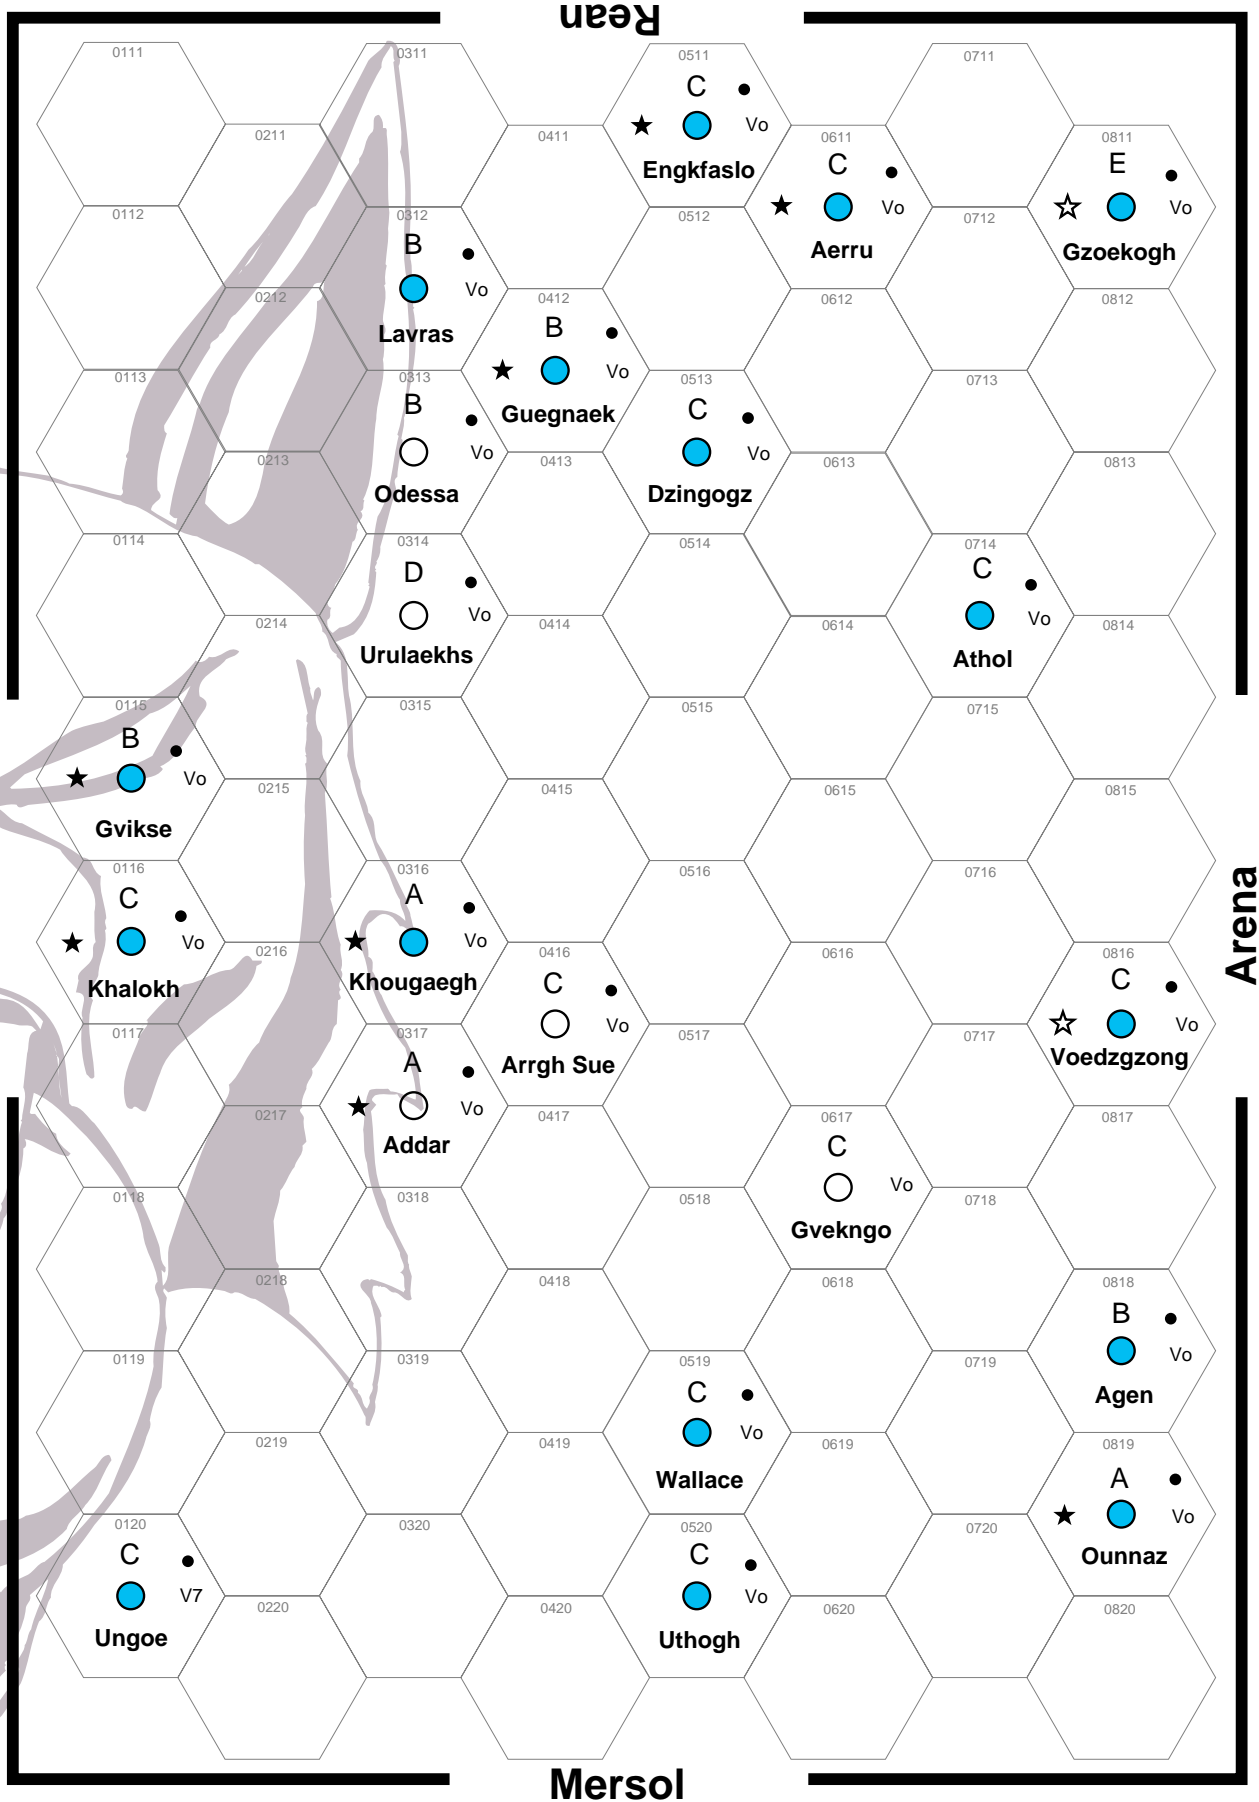 Rean
0111
0311
0511
0711
C
Vo
Engkfaslo
0211
0411
0611
0811
C
Vo
Aerru
E
Vo
Gzoekogh
0112
0312
0512
0712
B
Vo
Lavras
0212
0412
0612
0812
B
Vo
Guegnaek
0113
0313
0513
0713
B
Vo
Odessa
C
Vo
Dzingogz
0213
0413
0613
0813
0114
0314
0514
0714
D
Vo
Urulaekhs
C
Vo
Athol
0214
0414
0614
0814
0115
0315
0515
0715
B
Vo
Gvikse
0215
0415
0615
0815
0116
0316
0516
0716
C
Vo
Khalokh
A
Vo
Khougaegh
Arena
0216
0416
0616
0816
C
Vo
Arrgh Sue
C
Vo
Voedzgzong
0117
0317
0517
0717
A
Vo
Addar
0217
0417
0617
0817
C
Vo
Gvekngo
0118
0318
0518
0718
0218
0418
0618
0818
B
Vo
Agen
0119
0319
0519
0719
C
Vo
Wallace
0219
0419
0619
0819
A
Vo
Ounnaz
0120
0320
0520
0720
C
V7
Ungoe
C
Vo
Uthogh
0220
0420
0620
0820
Mersol